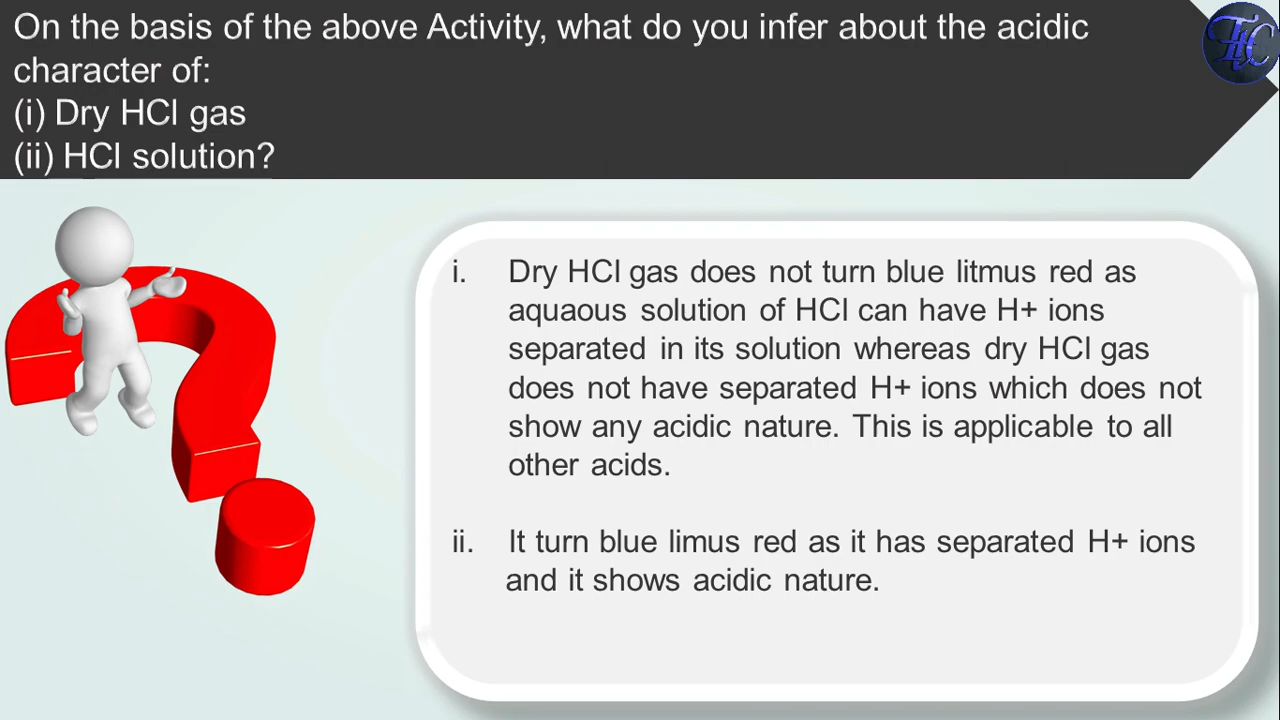 On the basis of the above Activity, what do you infer about the acidic
character of:
(i) Dry HCl gas
(ii) HCl solution?
i. Dry HCl gas does not turn blue litmus red as
aquaous solution of HCl can have H+ ions
separated in its solution whereas dry HCl gas
does not have separated H+ ions which does not
show any acidic nature. This is applicable to all
other acids.
ii. It turn blue limus red as it has separated H+ ions
and it shows acidic nature.